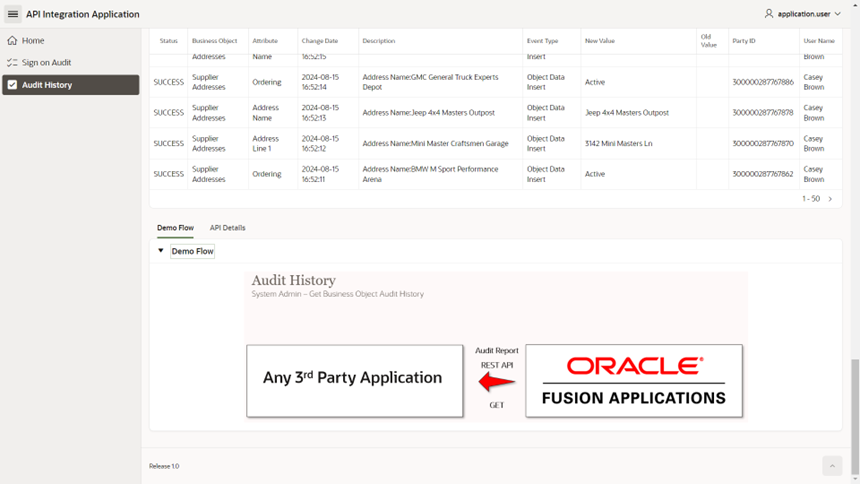 API Integration Application
application.user
Home
Sign on Audit
Audit History
Status Business Object Attribute Change Date Description Event Type New Value Old Value Party ID User Name
Addresses Name 16:52:15 Insert Brown
SUCCESS Supplier Addresses Ordering 2024-08-15 16:52:14 Address Name:GMC General Truck Experts Depot Object Data Insert Active 300000287767886 Casey Brown
SUCCESS Supplier Addresses Address Name 2024-08-15 16:52:13 Address Name:Jeep 4x4 Masters Outpost Object Data Insert Jeep 4x4 Masters Outpost 300000287767878 Casey Brown
SUCCESS Supplier Addresses Address Line 1 2024-08-15 16:52:12 Address Name:Mini Master Craftsmen Garage Object Data Insert 3142 Mini Masters Ln 300000287767870 Casey Brown
SUCCESS Supplier Addresses Ordering 2024-08-15 16:52:11 Address Name:BMW M Sport Performance Arena Object Data Insert Active 300000287767862 Casey Brown
1 - 50
Demo Flow API Details
Demo Flow
Audit History
System Admin – Get Business Object Audit History
Any 3rd Party Application
Audit Report
REST API
GET
ORACLE
FUSION APPLICATIONS
Release 1.0